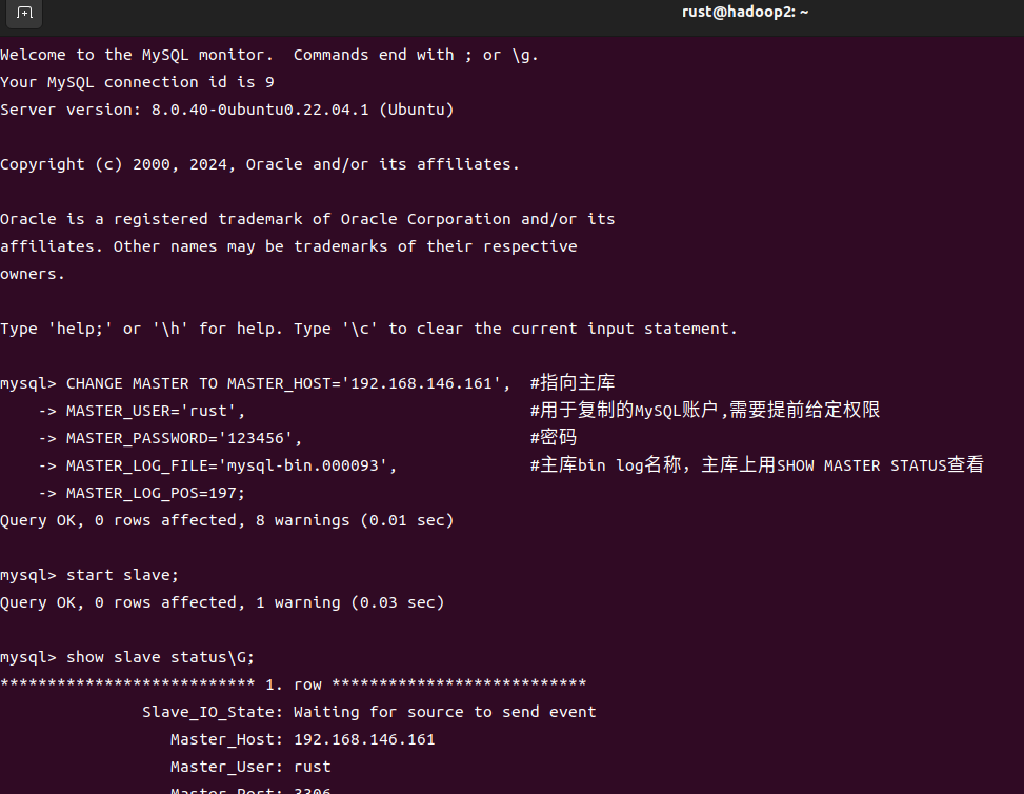 rust@hadoop2: ~
Welcome to the MySQL monitor.  Commands end with ; or \g.
Your MySQL connection id is 9
Server version: 8.0.40-0ubuntu0.22.04.1 (Ubuntu)
Copyright (c) 2000, 2024, Oracle and/or its affiliates.
Oracle is a registered trademark of Oracle Corporation and/or its
affiliates. Other names may be trademarks of their respective
owners.
Type 'help;' or '\h' for help. Type '\c' to clear the current input statement.
mysql> CHANGE MASTER TO MASTER_HOST='192.168.146.161',  #指向主库
    -> MASTER_USER='rust',                              #用于复制的MySQL账户,需要提前给定权限
    -> MASTER_PASSWORD='123456',                        #密码
    -> MASTER_LOG_FILE='mysql-bin.000093',              #主库bin log名称，主库上用SHOW MASTER STATUS查看
    -> MASTER_LOG_POS=197;
Query OK, 0 rows affected, 8 warnings (0.01 sec)
mysql> start slave;
Query OK, 0 rows affected, 1 warning (0.03 sec)
mysql> show slave status\G;
*************************** 1. row ***************************
               Slave_IO_State: Waiting for source to send event
                  Master_Host: 192.168.146.161
                  Master_User: rust
                  Master_Port: 3306